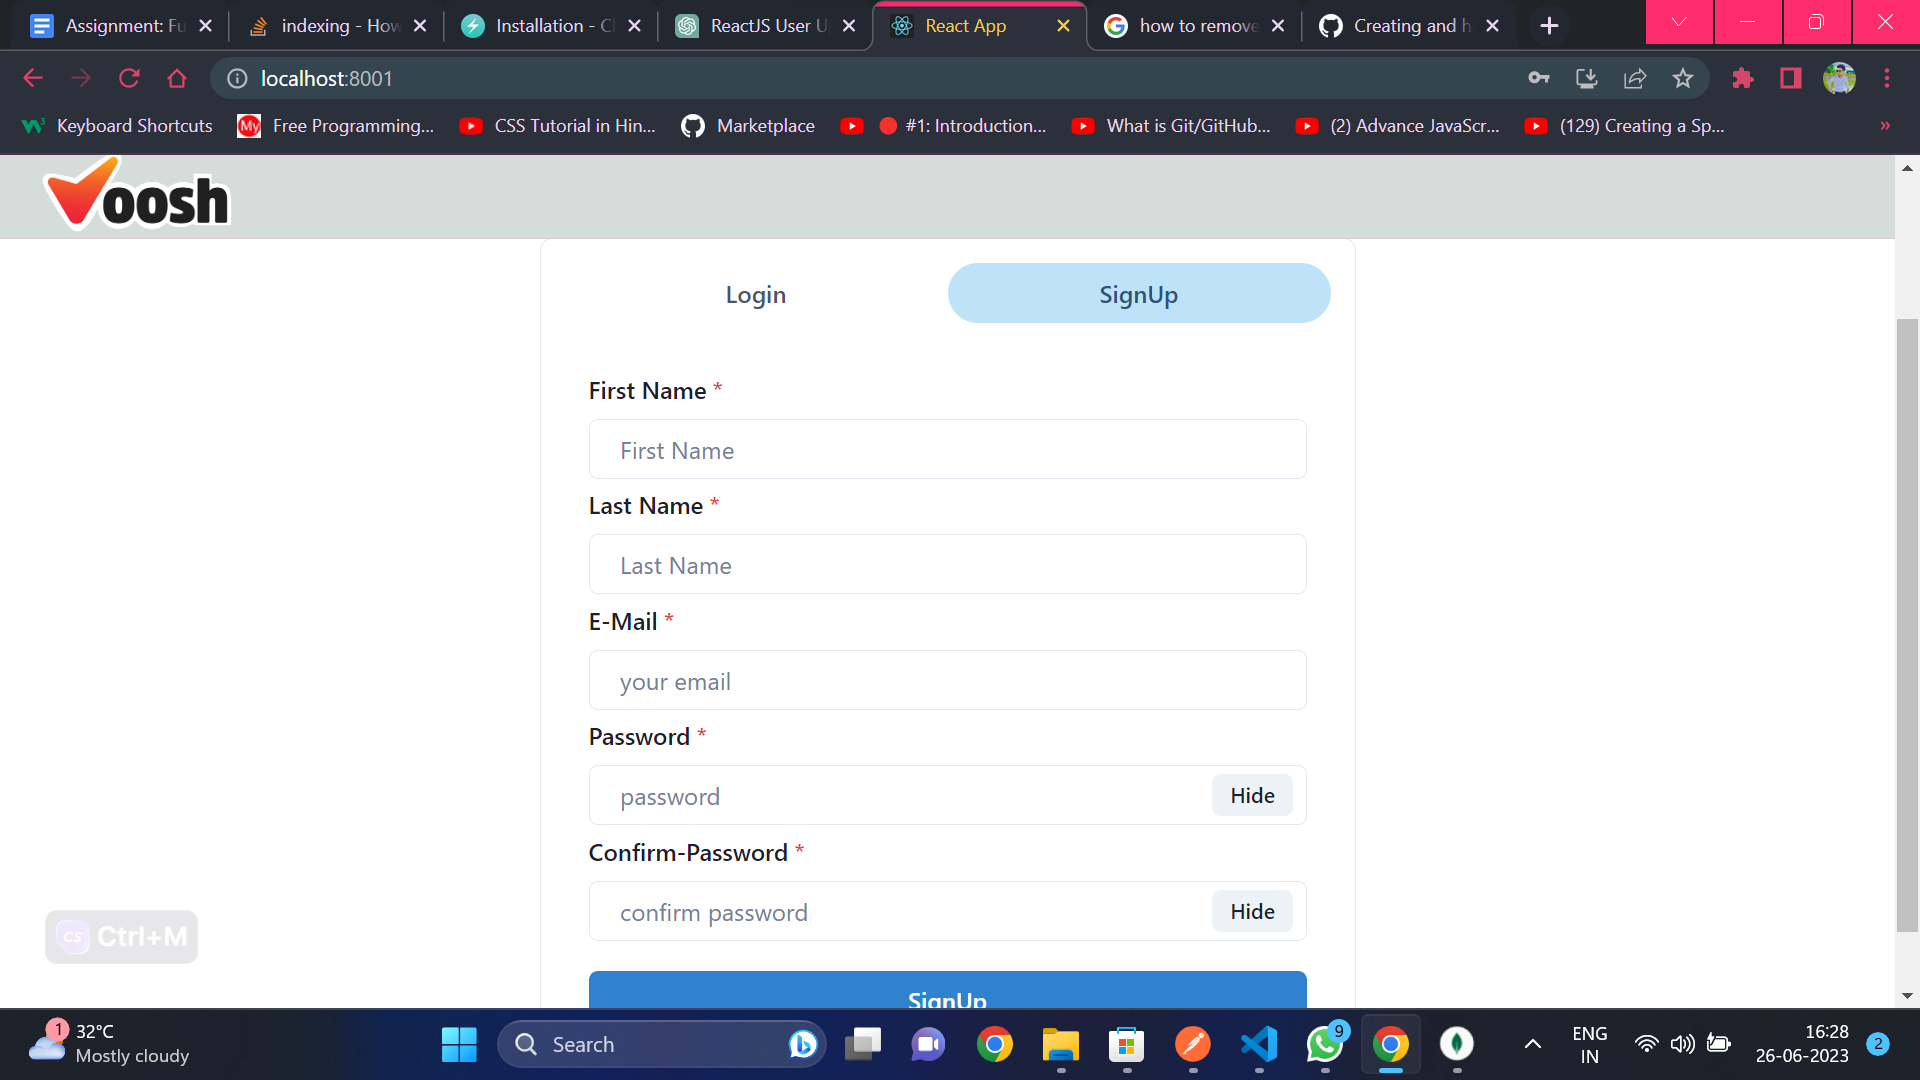 Assignment: Fu
indexing - How
Installation - C
ReactJS User U
React App
how to remove
Creating and h
localhost:8001
Keyboard Shortcuts
My
Free Programming...
CSS Tutorial in Hin...
Marketplace
#1: Introduction...
What is Git/GitHub...
(2) Advance JavaScr...
(129) Creating a Sp...
»
Voosh
Login
SignUp
First Name *
First Name
Last Name *
Last Name
E-Mail *
your email
Password *
password
Hide
Confirm-Password *
confirm password
Hide
CS Ctrl+M
SignUp
1
32°C
Mostly cloudy
Search
9
ENG
IN
16:28
26-06-2023
2